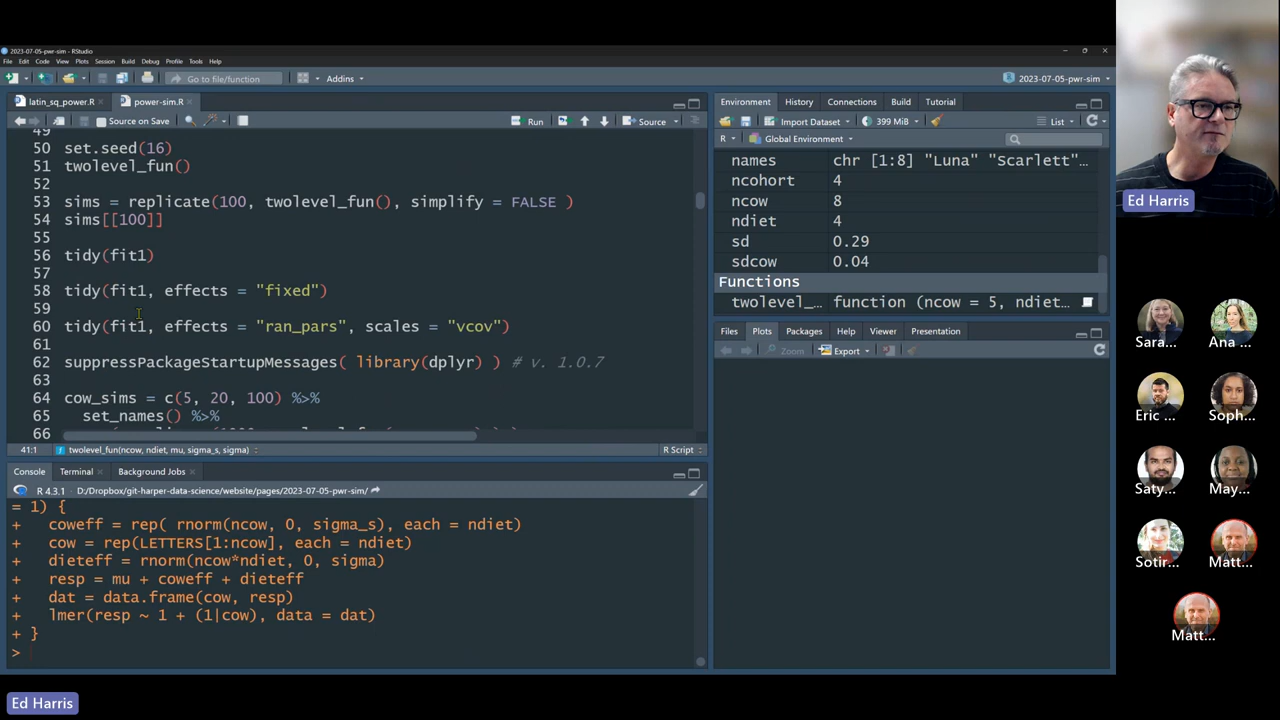 2023-07-05-pwr-sim - RStudio
File Edit Code View Plots Session Build Debug Profile Tools Help
Go to file/function
Addins
2023-07-05-pwr-sim
latin_sq_power.R
power-sim.R
Source on Save
Run
Source
49
50 set.seed(16)
51 twolevel_fun()
52
53 sims = replicate(100, twolevel_fun(), simplify = FALSE )
54 sims[[100]]
55
56 tidy(fit1)
57
58 tidy(fit1, effects = "fixed")
59
60 tidy(fit1, effects = "ran_pars", scales = "vcov")
61
62 suppressPackageStartupMessages( library(dplyr) ) # v. 1.0.7
63
64 cow_sims = c(5, 20, 100) %>%
65 set_names() %>%
66
41:1 twolevel_fun(ncow, ndiet, mu, sigma_s, sigma)
R Script
Console Terminal Background Jobs
R 4.3.1 · D:/Dropbox/git-harper-data-science/website/pages/2023-07-05-pwr-sim/
= 1) {
+ coweff = rep( rnorm(ncow, 0, sigma_s), each = ndiet)
+ cow = rep(LETTERS[1:ncow], each = ndiet)
+ dieteff = rnorm(ncow*ndiet, 0, sigma)
+ resp = mu + coweff + dieteff
+ dat = data.frame(cow, resp)
+ lmer(resp ~ 1 + (1|cow), data = dat)
+ }
>
Environment History Connections Build Tutorial
Import Dataset
399 MiB
List
R
Global Environment
names chr [1:8] "Luna" "Scarlett"…
ncohort 4
ncow 8
ndiet 4
sd 0.29
sdcow 0.04
Functions
twolevel_… function (ncow = 5, ndiet…
Files Plots Packages Help Viewer Presentation
Zoom
Export
Ed Harris
Sara...
Ana ...
Eric ...
Soph...
Saty...
May...
Sotir...
Matt...
Matt...
Ed Harris